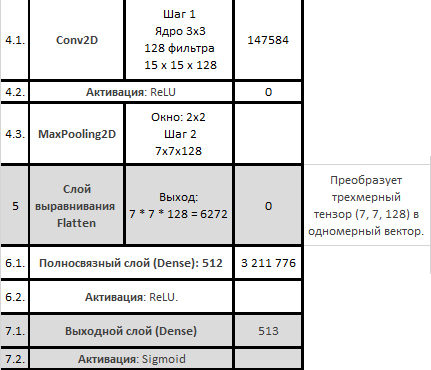 4.1.
Conv2D
Шаг 1
Ядро 3x3
128 фильтра
15 x 15 x 128
147584
4.2.
Активация: ReLU
0
4.3.
MaxPooling2D
Окно: 2x2
Шаг 2
7x7x128
5
Слой
выравнивания
Flatten
Выход:
7 * 7 * 128 = 6272
0
Преобразует
трехмерный
тензор (7, 7, 128) в
одномерный вектор.
6.1.
Полносвязный слой (Dense): 512
3 211 776
6.2.
Активация: ReLU.
7.1.
Выходной слой (Dense)
513
7.2.
Активация: Sigmoid